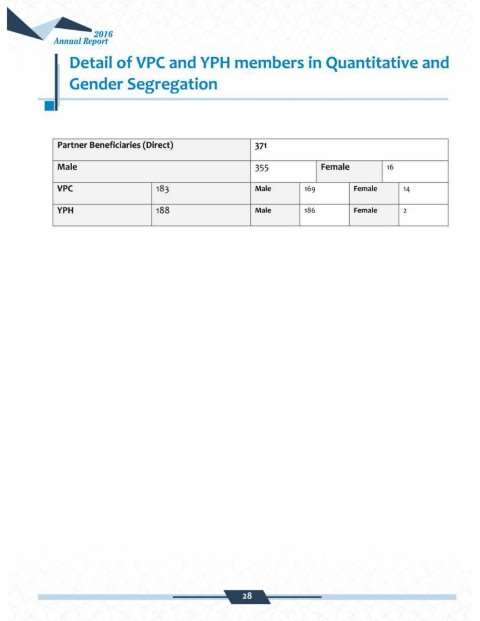 2016
Annual Report
Detail of VPC and YPH members in Quantitative and
Gender Segregation
Partner Beneficiaries (Direct) 371
Male 355 Female 16
VPC 183 Male 169 Female 14
YPH 188 Male 186 Female 2
28